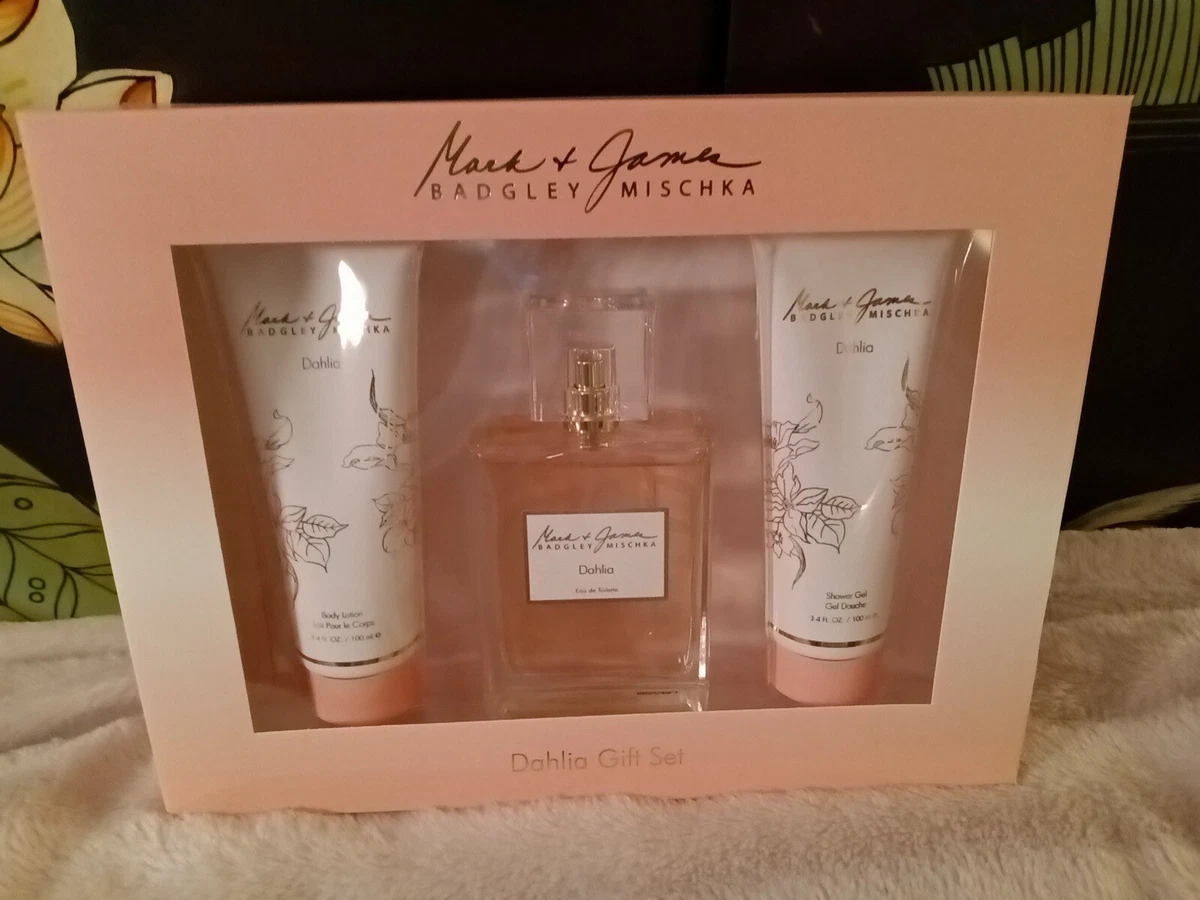 Mark + James
BADGLEY MISCHKA
Mark + James
BADGLEY MISCHKA
Dahlia
Body Lotion
Lait Pour le Corps
3.4 FL. OZ. / 100 mL e
Mark + James
BADGLEY MISCHKA
Dahlia
Eau de Toilette
Mark + James
BADGLEY MISCHKA
Dahlia
Shower Gel
Gel Douche
3.4 FL. OZ. / 100 mL
Dahlia Gift Set